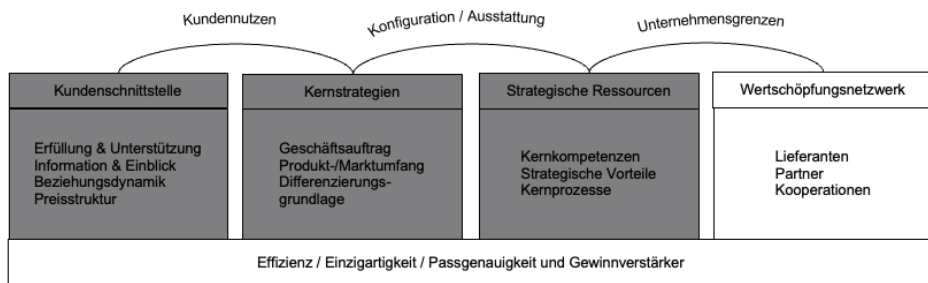 Kundennutzen
Konfiguration / Ausstattung
Unternehmensgrenzen
Kundenschnittstelle
Kernstrategien
Strategische Ressourcen
Wertschöpfungsnetzwerk
Erfüllung & Unterstützung
Information & Einblick
Beziehungsdynamik
Preisstruktur
Geschäftsauftrag
Produkt-/Marktumfang
Differenzierungs-
grundlage
Kernkompetenzen
Strategische Vorteile
Kernprozesse
Lieferanten
Partner
Kooperationen
Effizienz / Einzigartigkeit / Passgenauigkeit und Gewinnverstärker